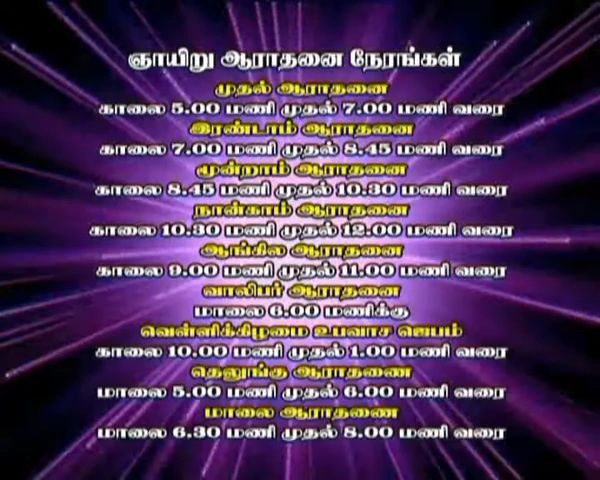 ஞாயிறு ஆராதனை நேரங்கள்
முதல் ஆராதனை
காலை 5.00 மணி முதல் 7.00 மணி வரை
இரண்டாம் ஆராதனை
காலை 7.00 மணி முதல் 8.45 மணி வரை
மூன்றாம் ஆராதனை
காலை 8.45 மணி முதல் 10.30 மணி வரை
நான்காம் ஆராதனை
காலை 10.30 மணி முதல் 12.00 மணி வரை
ஆங்கில ஆராதனை
காலை 9.00 மணி முதல் 11.00 மணி வரை
வாலிபர் ஆராதனை
மாலை 6.00 மணிக்கு
வெள்ளிக்கிழமை உபவாச ஜெபம்
காலை 10.00 மணி முதல் 1.00 மணி வரை
தெலுங்கு ஆராதணை
மாலை 5.00 மணி முதல் 6.00 மணி வரை
மாலை ஆராதணை
மாலை 6.30 மணி முதல் 8.00 மணி வரை